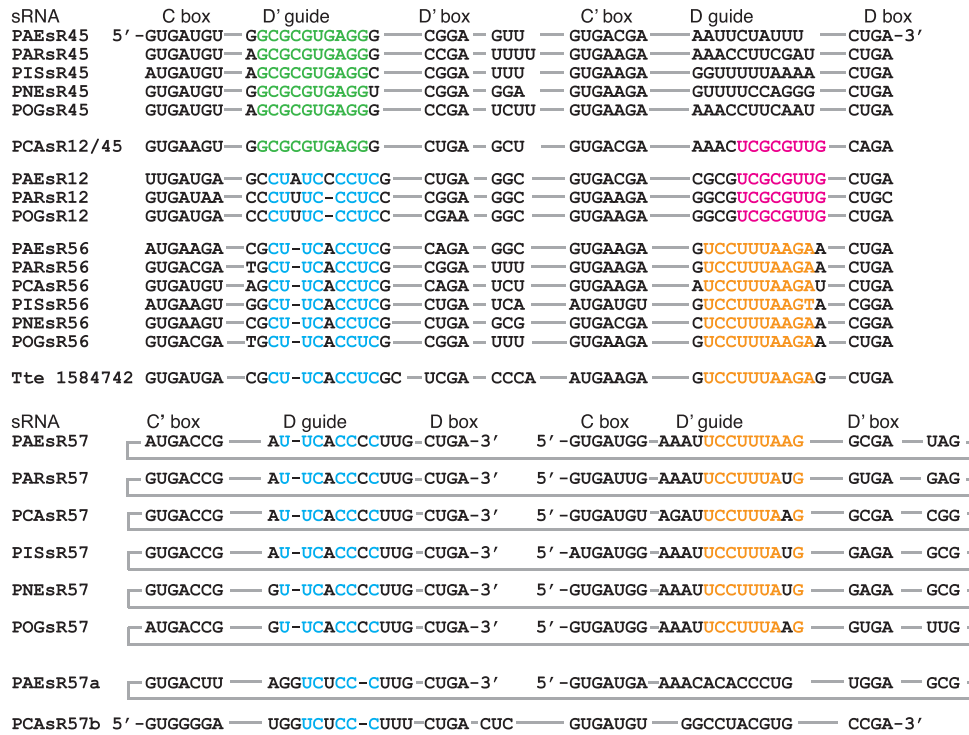 sRNA C box D' guide D' box C' box D guide D box
PAEsR45 5'-GUGAUGU GGCGCGUGAGGG CGGA GUU GUGACGA AAUUCUAUUU CUGA-3'
PARsR45 GUGAUGU AGCGCGUGAGGG CCGA UUUU GUGAAGA AAACCUUCGAU CUGA
PISsR45 AUGAUGU AGCGCGUGAGGC CGGA UUU GUGAAGA GGUUUUUAAAA CUGA
PNEsR45 GUGAUGU GGCGCGUGAGGU CGGA GGA GUGAAGA GUUUUCCAGGG CUGA
POGsR45 GUGAUGU AGCGCGUGAGGG CCGA UCUU GUGAAGA AAACCUUCAAU CUGA
PCAsR12/45 GUGAAGU GGCGCGUGAGGG CUGA GCU GUGACGA AAACUCGCGUUG CAGA
PAEsR12 UUGAUGA GCCUAUCCCCUCG CUGA GGC GUGACGA CGCGUCGCGUUG CUGA
PARsR12 GUGAUAA CCCUUUC-CCUCC CGGA GGC GUGAAGA GGCGUCGCGUUG CUGC
POGsR12 GUGAUGA CCCUUUC-CCUCC CGAA GGC GUGAAGA GGCGUCGCGUUG CUGA
PAEsR56 AUGAAGA CGCU-UCACCUCG CAGA GGC GUGAAGA GUCCUUUAAGAA CUGA
PARsR56 GUGACGA TGCU-UCACCUCG CGGA UUU GUGAAGA GUCCUUUAAGAA CUGA
PCAsR56 GUGAUGU AGCU-UCACCUCG CAGA UCU GUGAAGA AUCCUUUAAGAU CUGA
PISsR56 AUGAAGU GGCU-UCACCUCG CUGA UCA AUGAUGU GUCCUUUAAGTA CGGA
PNEsR56 GUGAAGU CGCU-UCACCUCG CUGA GCG GUGACGA CUCCUUUAAGAA CGGA
POGsR56 GUGACGA TGCU-UCACCUCG CGGA UUU GUGAAGA GUCCUUUAAGAA CUGA
Tte 1584742 GUGAUGA CGCU-UCACCUCGC UCGA CCCA AUGAAGA GUCCUUUAAGAG CUGA
sRNA C' box D guide D box C box D' guide D' box
PAEsR57 AUGACCG AU-UCACCCCUUG CUGA-3' 5'-GUGAUGG AAAUUCCUUUAAG GCGA UAG
PARsR57 GUGACCG AU-UCACCCCUUG CUGA-3' 5'-GUGAUUG AAAUUCCUUUAUG GUGA GAG
PCAsR57 GUGACCG AU-UCACCCCUUG CUGA-3' 5'-GUGAUGU AGAUUCCUUUAAG GCGA CGG
PISsR57 GUGACCG AU-UCACCCCUUG CUGA-3' 5'-AUGAUGG AAAUUCCUUUAUG GAGA GCG
PNEsR57 GUGACCG GU-UCACCCCUUG CUGA-3' 5'-GUGAUGG AAAUUCCUUUAUG GAGA GCG
POGsR57 AUGACCG GU-UCACCCCUUG CUGA-3' 5'-GUGAUGG AAAUUCCUUUAAG GUGA UUG
PAEsR57a GUGACUU AGGUCUCC-CUUG CUGA-3' 5'-GUGAUGA AAACACACCCUG UGGA GCG
PCAsR57b 5'-GUGGGGA UGGUCUCC-CUUU CUGA CUC GUGAUGU GGCCUACGUG CCGA-3'